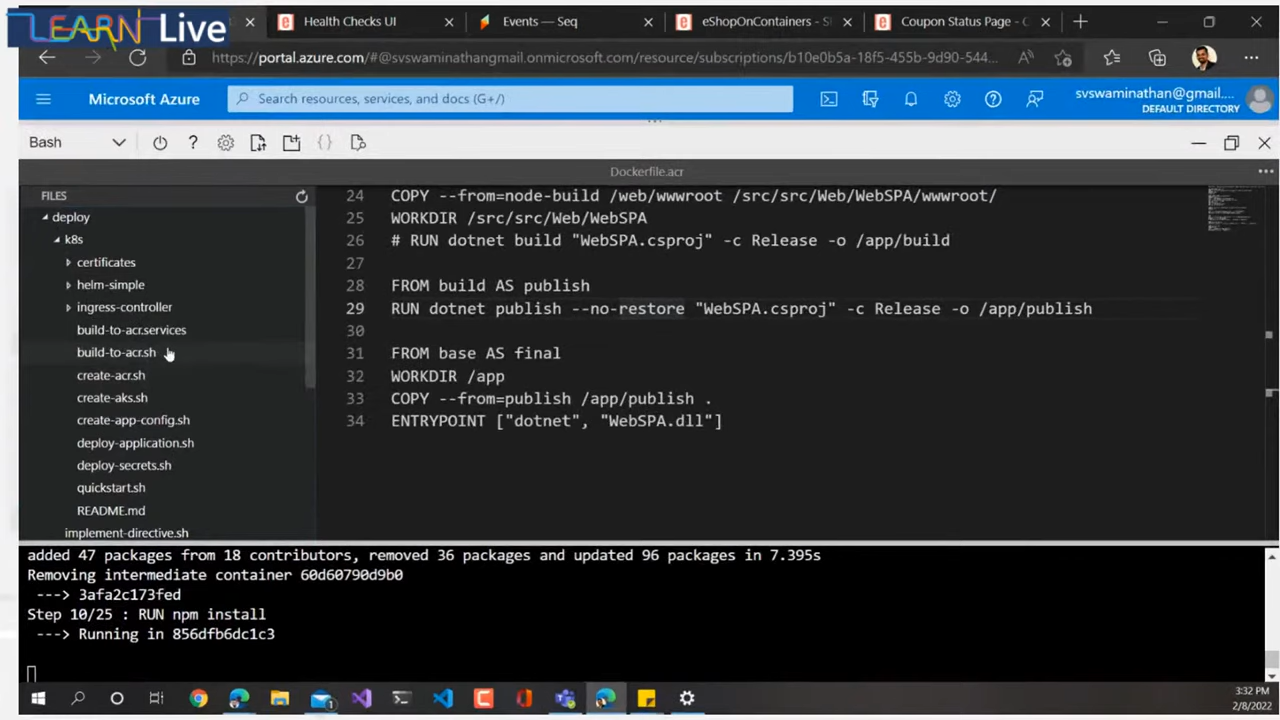 LEARN Live
Health Checks UI
Events — Seq
eShopOnContainers - S
Coupon Status Page - C
https://portal.azure.com/#@svswaminathangmail.onmicrosoft.com/resource/subscriptions/b10e0b5a-18f5-455b-9d90-544...
Microsoft Azure
Search resources, services, and docs (G+/)
svswaminathan@gmail....
DEFAULT DIRECTORY
Bash
Dockerfile.acr
FILES
deploy
k8s
certificates
helm-simple
ingress-controller
build-to-acr.services
build-to-acr.sh
create-acr.sh
create-aks.sh
create-app-config.sh
deploy-application.sh
deploy-secrets.sh
quickstart.sh
README.md
implement-directive.sh
24 COPY --from=node-build /web/wwwroot /src/src/Web/WebSPA/wwwroot/
25 WORKDIR /src/src/Web/WebSPA
26 # RUN dotnet build "WebSPA.csproj" -c Release -o /app/build
27
28 FROM build AS publish
29 RUN dotnet publish --no-restore "WebSPA.csproj" -c Release -o /app/publish
30
31 FROM base AS final
32 WORKDIR /app
33 COPY --from=publish /app/publish .
34 ENTRYPOINT ["dotnet", "WebSPA.dll"]
added 47 packages from 18 contributors, removed 36 packages and updated 96 packages in 7.395s
Removing intermediate container 60d60790d9b0
---> 3afa2c173fed
Step 10/25 : RUN npm install
---> Running in 856dfb6dc1c3
3:32 PM
2/8/2022